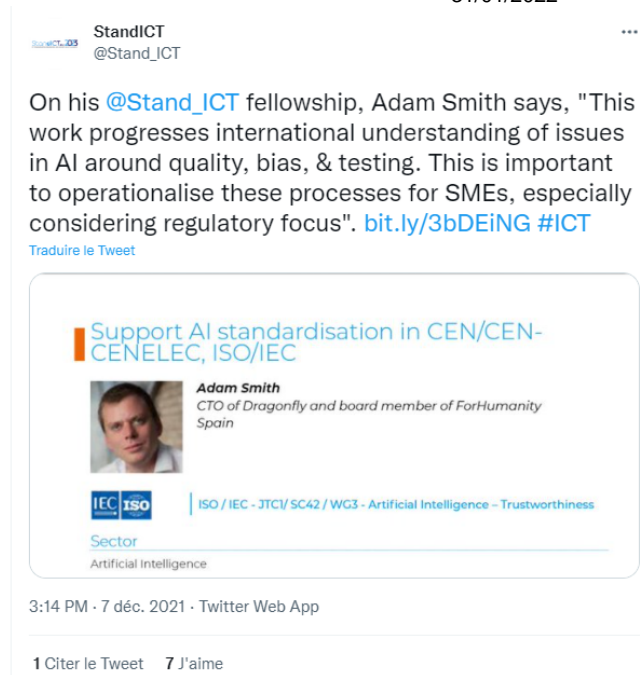 StandICT
@Stand_ICT
...
On his @Stand_ICT fellowship, Adam Smith says, "This
work progresses international understanding of issues
in AI around quality, bias, & testing. This is important
to operationalise these processes for SMEs, especially
considering regulatory focus". bit.ly/3bDEiNG #ICT
Traduire le Tweet
Support AI standardisation in CEN/CEN-
CENELEC, ISO/IEC
Adam Smith
CTO of Dragonfly and board member of ForHumanity
Spain
IEC ISO
ISO / IEC - JTC1/ SC42 / WG3 - Artificial Intelligence – Trustworthiness
Sector
Artificial Intelligence
3:14 PM · 7 déc. 2021 · Twitter Web App
1 Citer le Tweet 7 J'aime